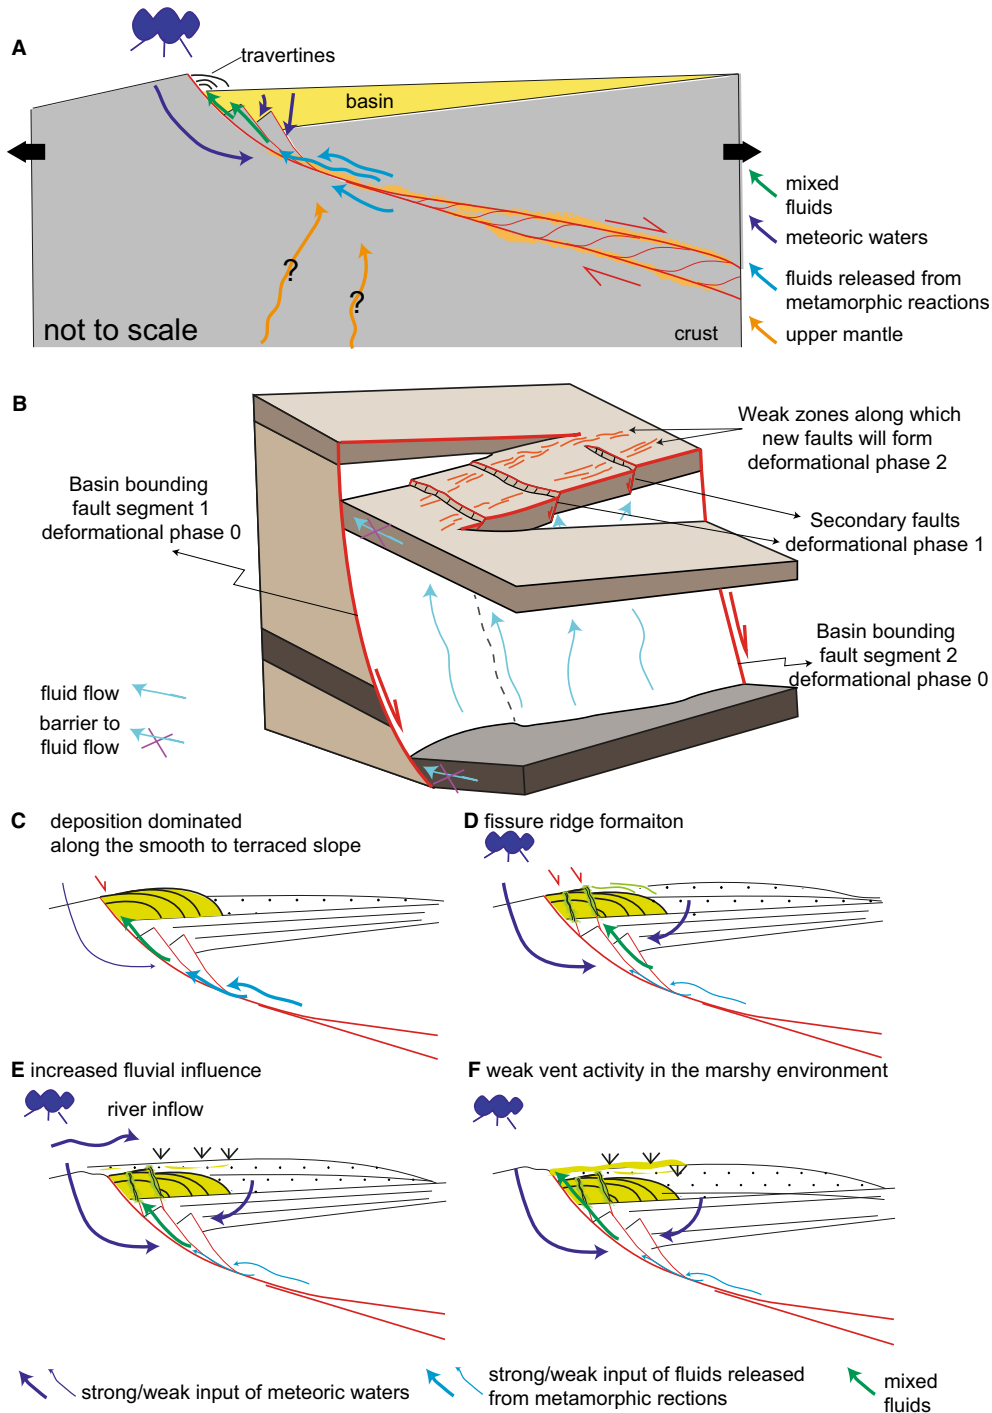 A
travertines
basin
?
?
not to scale
crust
mixed
fluids
meteoric waters
fluids released from
metamorphic reactions
upper mantle
B
Weak zones along which
new faults will form
deformational phase 2
Basin bounding
fault segment 1
deformational phase 0
Secondary faults
deformational phase 1
Basin bounding
fault segment 2
deformational phase 0
fluid flow
barrier to
fluid flow
C deposition dominated
along the smooth to terraced slope
D fissure ridge formaiton
E increased fluvial influence
river inflow
F weak vent activity in the marshy environment
strong/weak input of meteoric waters
strong/weak input of fluids released
from metamorphic rections
mixed
fluids